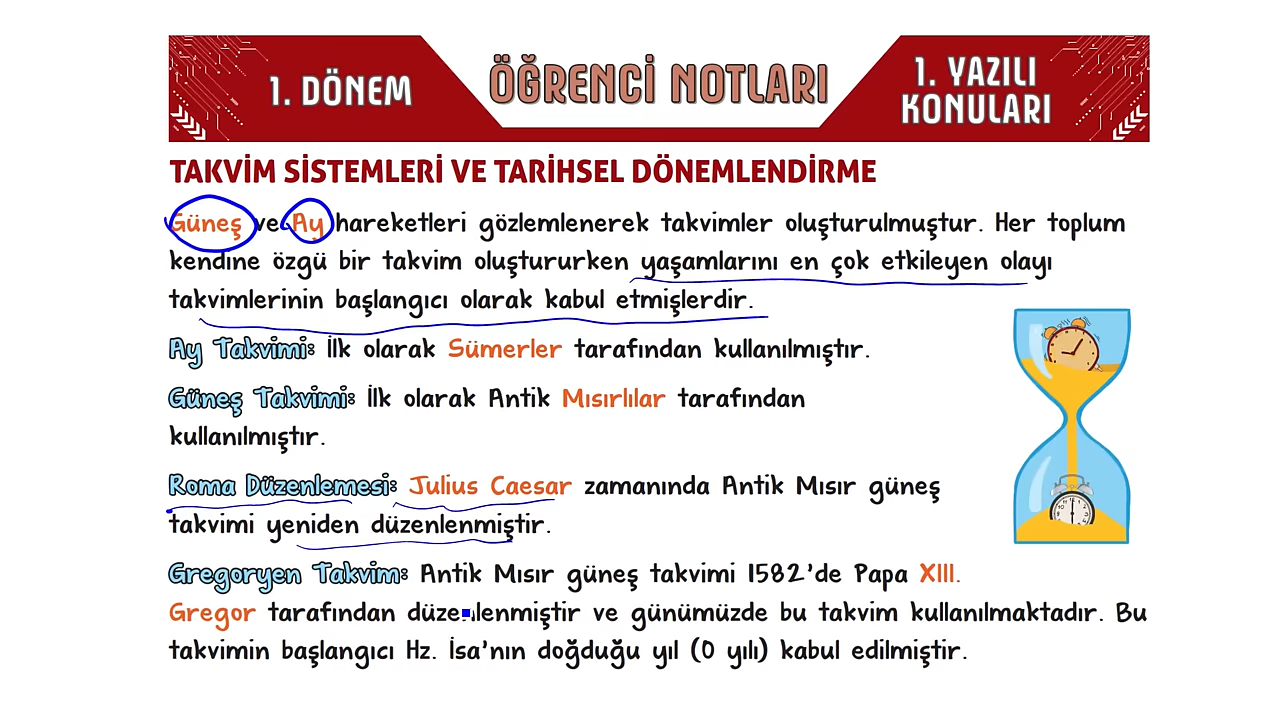 1. DÖNEM
ÖĞRENCİ NOTLARI
1. YAZILI
KONULARI
TAKVİM SİSTEMLERİ VE TARİHSEL DÖNEMLENDİRME
Güneş ve Ay hareketleri gözlemlenerek takvimler oluşturulmuştur. Her toplum
kendine özgü bir takvim oluştururken yaşamlarını en çok etkileyen olayı
takvimlerinin başlangıcı olarak kabul etmişlerdir.
Ay Takvimi: İlk olarak Sümerler tarafından kullanılmıştır.
Güneş Takvimi: İlk olarak Antik Mısırlılar tarafından
kullanılmıştır.
Roma Düzenlemesi: Julius Caesar zamanında Antik Mısır güneş
takvimi yeniden düzenlenmiştir.
Gregoryen Takvim: Antik Mısır güneş takvimi 1582'de Papa XIII.
Gregor tarafından düzenlenmiştir ve günümüzde bu takvim kullanılmaktadır. Bu
takvimin başlangıcı Hz. İsa'nın doğduğu yıl (0 yılı) kabul edilmiştir.